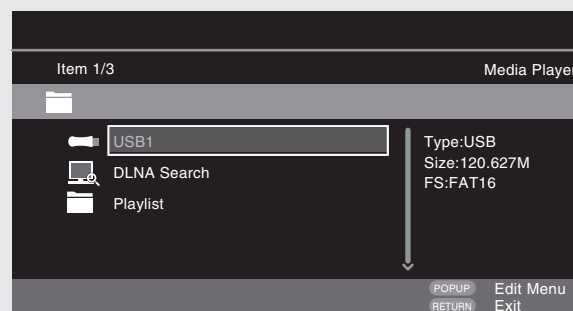 Item 1/3
Media Player
USB1
DLNA Search
Playlist
Type:USB
Size:120.627M
FS:FAT16
POPUP Edit Menu
RETURN Exit